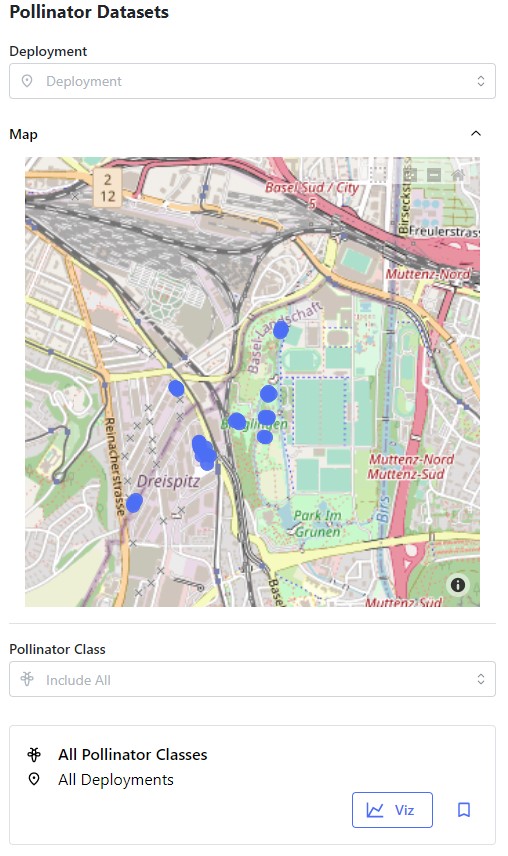 Pollinator Datasets
Deployment
Deployment
Map
2
12
Basel Süd / City
5
Birseckstrass
Freulerstrass
Muttenz-Nord
Basel-Landschaft
Brüglingen
Reinacherstrasse
Dreispitz
Muttenz-Nord
Muttenz-Süd
Birs
Park Im
Grünen
Basel
Muttenz-Süd
Pollinator Class
Include All
All Pollinator Classes
All Deployments
Viz